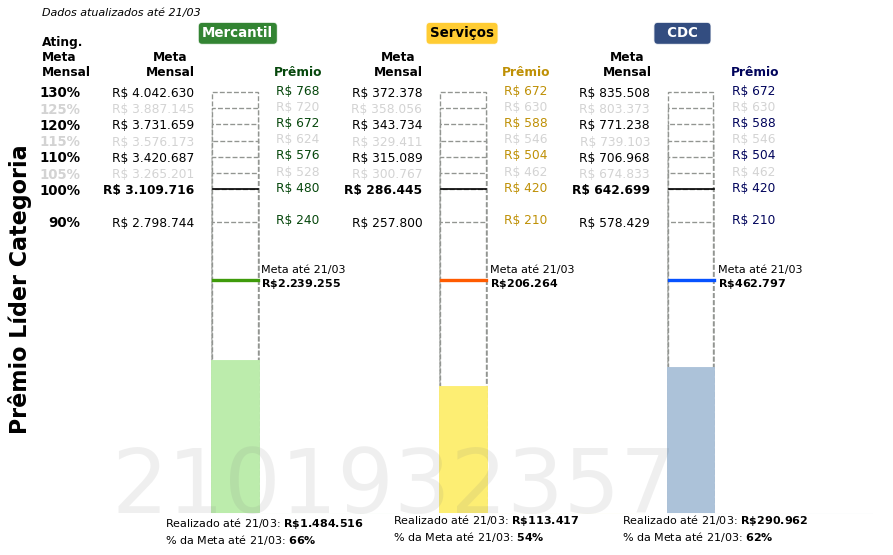 Dados atualizados até 21/03
Mercantil Serviços CDC
Ating. Meta Mensal Meta Mensal Prêmio Meta Mensal Prêmio Meta Mensal Prêmio
130% R$ 4.042.630 R$ 768 R$ 372.378 R$ 672 R$ 835.508 R$ 672
125% R$ 3.887.145 R$ 720 R$ 358.056 R$ 630 R$ 803.373 R$ 630
120% R$ 3.731.659 R$ 672 R$ 343.734 R$ 588 R$ 771.238 R$ 588
115% R$ 3.576.173 R$ 624 R$ 329.411 R$ 546 R$ 739.103 R$ 546
110% R$ 3.420.687 R$ 576 R$ 315.089 R$ 504 R$ 706.968 R$ 504
105% R$ 3.265.201 R$ 528 R$ 300.767 R$ 462 R$ 674.833 R$ 462
100% R$ 3.109.716 R$ 480 R$ 286.445 R$ 420 R$ 642.699 R$ 420
90% R$ 2.798.744 R$ 240 R$ 257.800 R$ 210 R$ 578.429 R$ 210
Meta até 21/03 Meta até 21/03 Meta até 21/03
R$2.239.255 R$206.264 R$462.797
Prêmio Líder Categoria
2101932357
Realizado até 21/03: R$1.484.516 Realizado até 21/03: R$113.417 Realizado até 21/03: R$290.962
% da Meta até 21/03: 66% % da Meta até 21/03: 54% % da Meta até 21/03: 62%